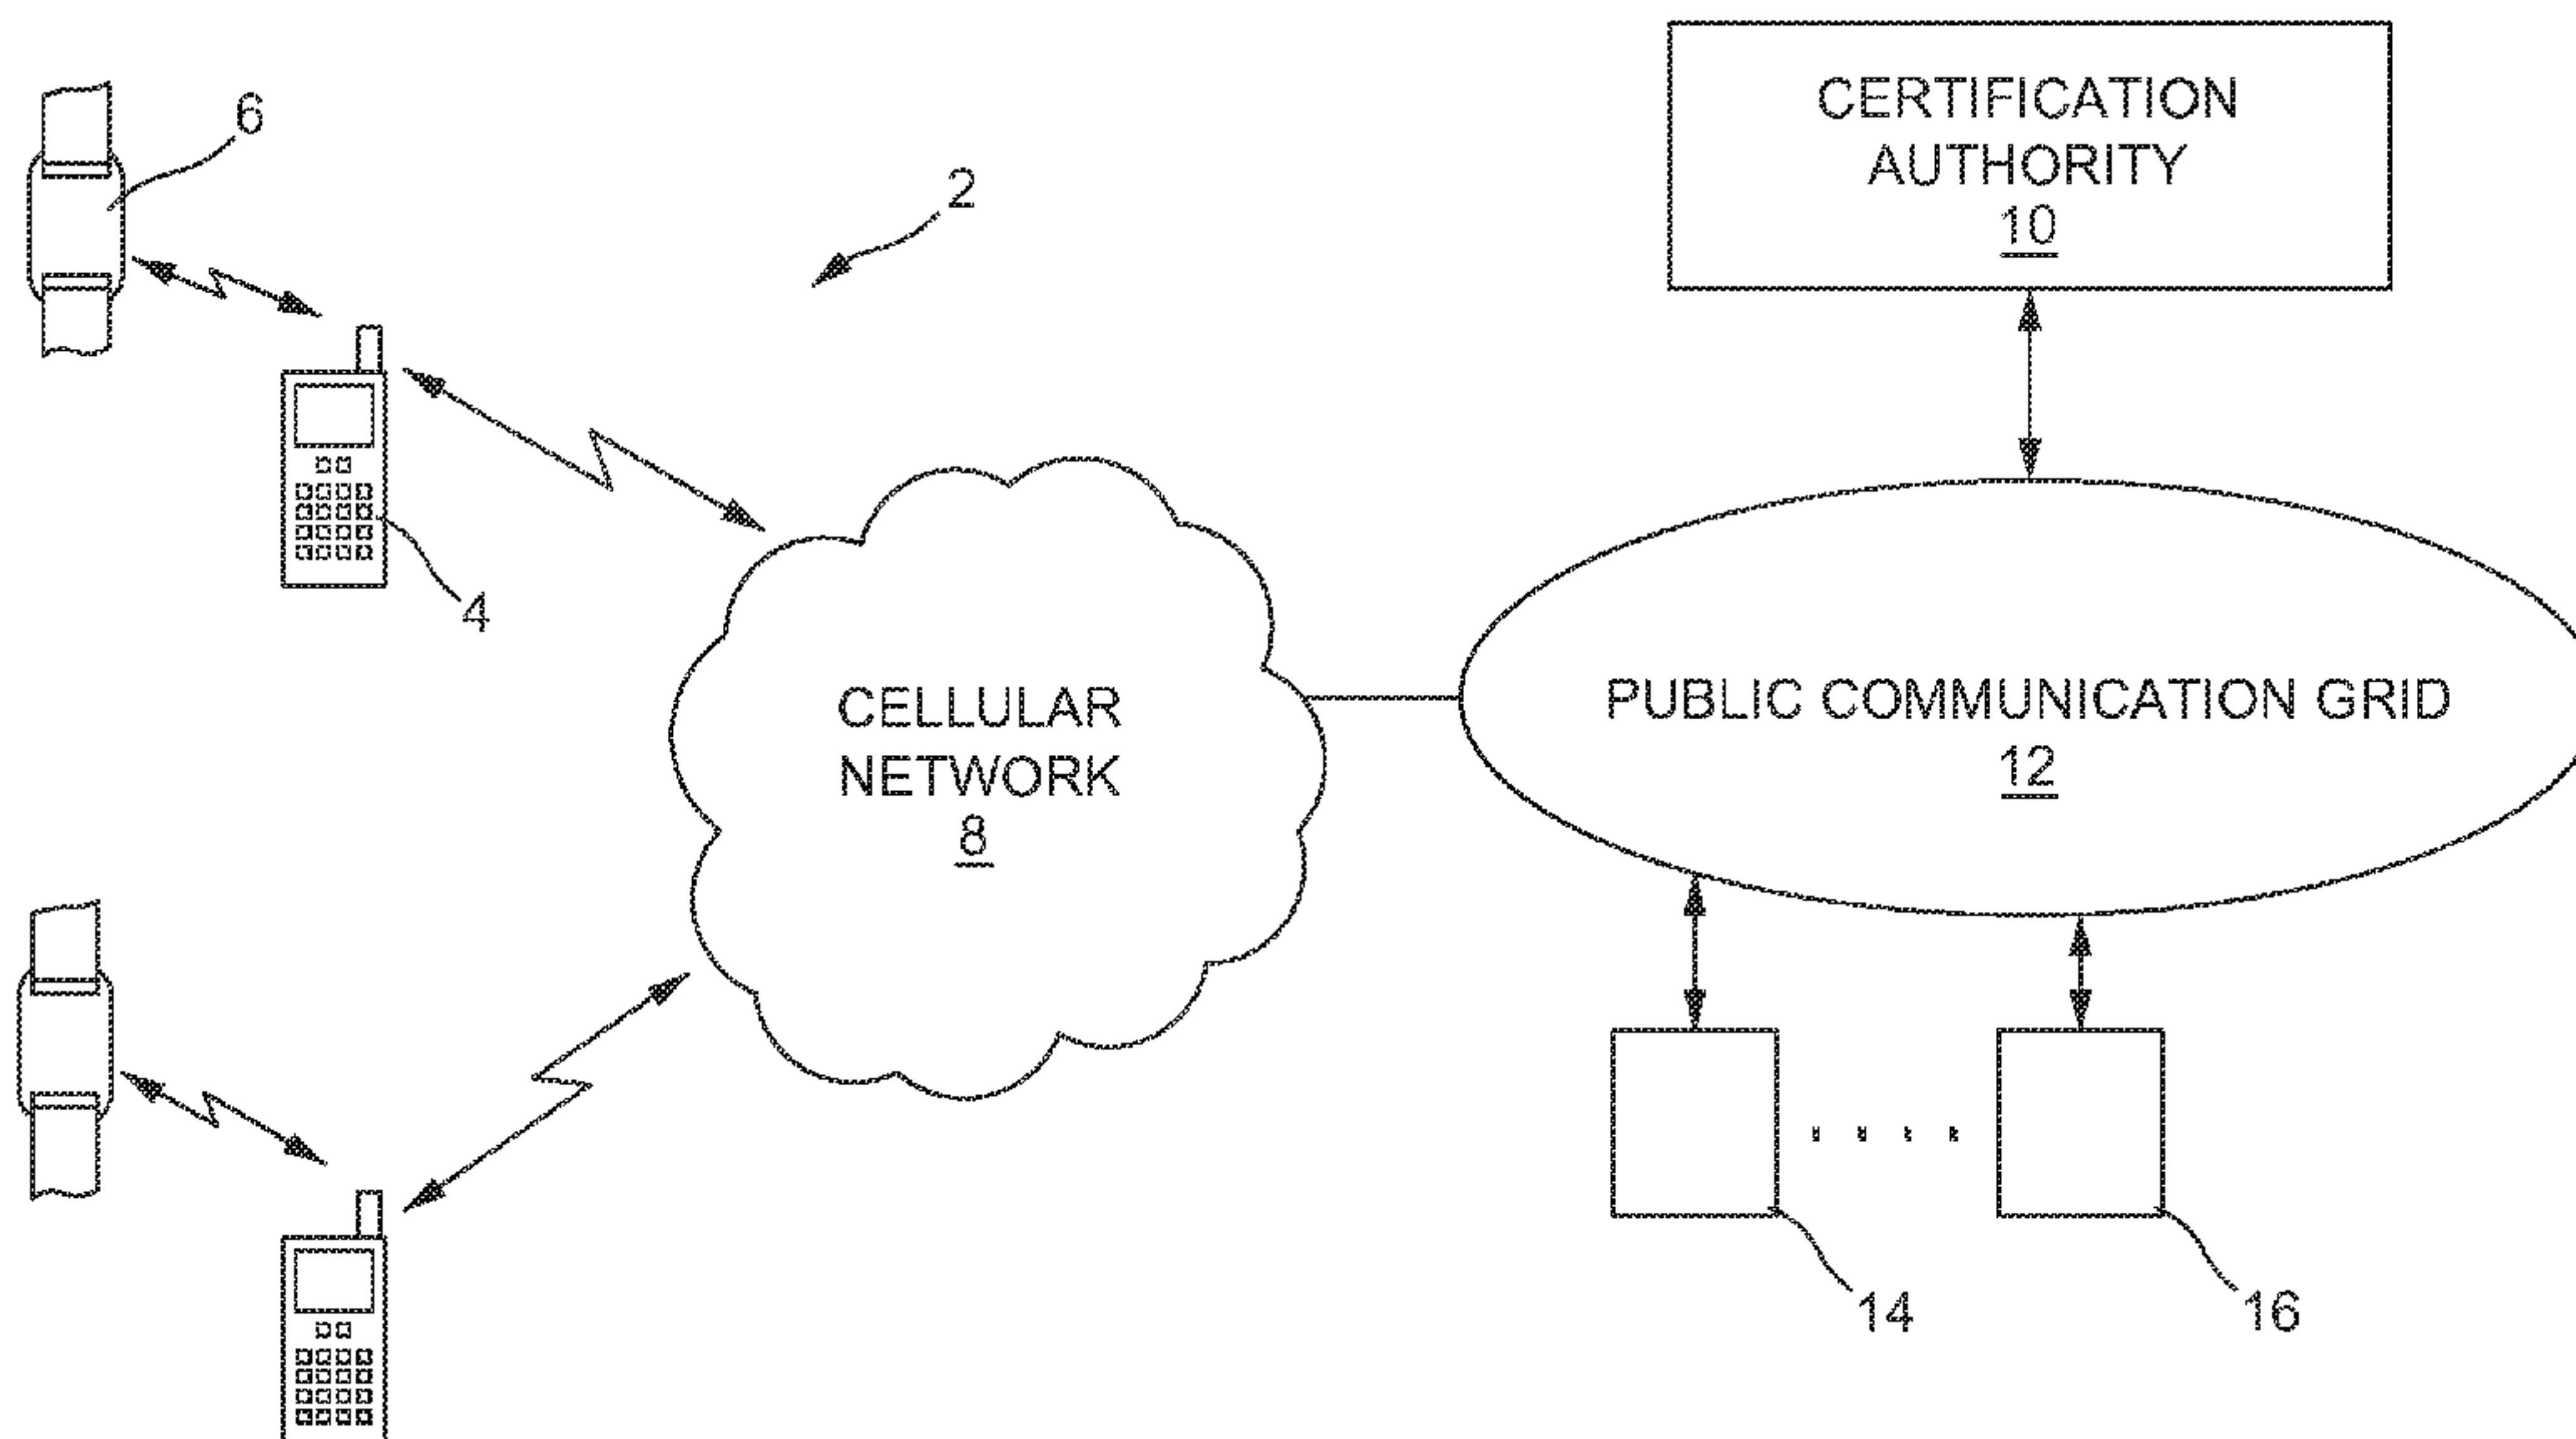 6
2
4
CERTIFICATION
AUTHORITY
10
CELLULAR
NETWORK
8
PUBLIC COMMUNICATION GRID
12
14
16